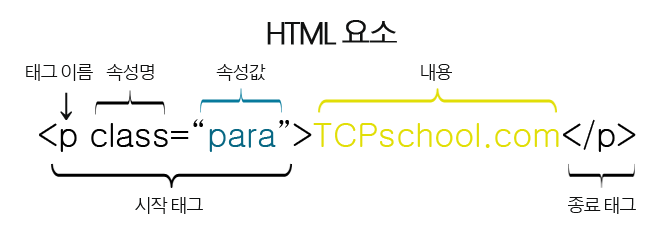 HTML 요소
태그 이름 속성명 속성값 내용
<p class=“para”>TCPschool.com</p>
시작 태그 종료 태그